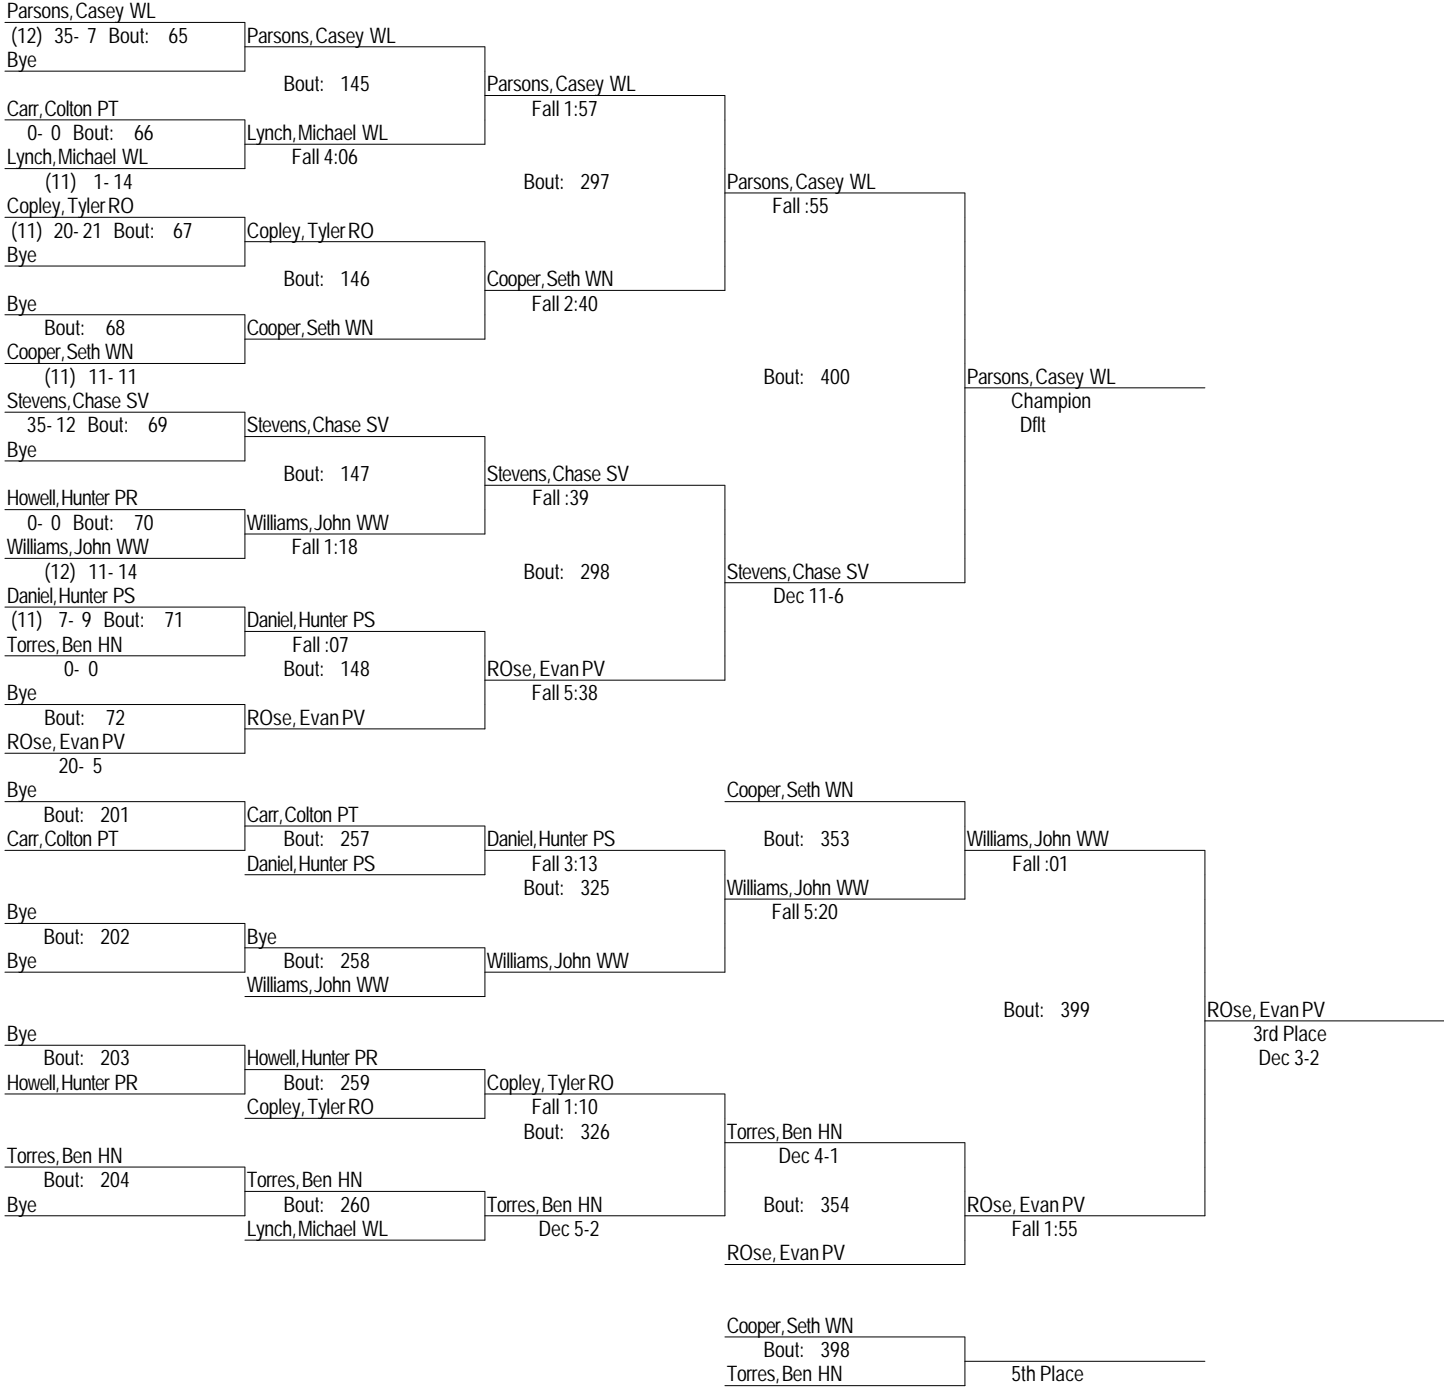 Parsons, Casey WL
(12) 35- 7 Bout: 65
Bye
Parsons, Casey WL
Bout: 145
Carr, Colton PT
0- 0 Bout: 66
Lynch, Michael WL
(11) 1- 14
Lynch, Michael WL
Fall 4:06
Parsons, Casey WL
Fall 1:57
Bout: 297
Copley, Tyler RO
(11) 20- 21 Bout: 67
Bye
Copley, Tyler RO
Bout: 146
Bye
Bout: 68
Cooper, Seth WN
(11) 11- 11
Cooper, Seth WN
Cooper, Seth WN
Fall 2:40
Parsons, Casey WL
Fall :55
Bout: 400
Parsons, Casey WL
Champion
Dflt
Stevens, Chase SV
35- 12 Bout: 69
Bye
Stevens, Chase SV
Bout: 147
Howell, Hunter PR
0- 0 Bout: 70
Williams, John WW
(12) 11- 14
Williams, John WW
Fall 1:18
Stevens, Chase SV
Fall :39
Bout: 298
Stevens, Chase SV
Dec 11-6
Daniel, Hunter PS
(11) 7- 9 Bout: 71
Torres, Ben HN
0- 0
Daniel, Hunter PS
Fall :07
Bout: 148
Bye
Bout: 72
ROse, Evan PV
20- 5
ROse, Evan PV
ROse, Evan PV
Fall 5:38
Bye
Bout: 201
Carr, Colton PT
Carr, Colton PT
Bout: 257
Daniel, Hunter PS
Daniel, Hunter PS
Fall 3:13
Bout: 325
Bye
Bout: 202
Bye
Bye
Bout: 258
Williams, John WW
Williams, John WW
Cooper, Seth WN
Bout: 353
Williams, John WW
Fall 5:20
Williams, John WW
Fall :01
Bout: 399
ROse, Evan PV
3rd Place
Dec 3-2
Bye
Bout: 203
Howell, Hunter PR
Howell, Hunter PR
Bout: 259
Copley, Tyler RO
Copley, Tyler RO
Fall 1:10
Bout: 326
Torres, Ben HN
Bout: 204
Bye
Torres, Ben HN
Bout: 260
Lynch, Michael WL
Torres, Ben HN
Dec 5-2
Torres, Ben HN
Dec 4-1
Bout: 354
ROse, Evan PV
ROse, Evan PV
Fall 1:55
Cooper, Seth WN
Bout: 398
Torres, Ben HN
5th Place